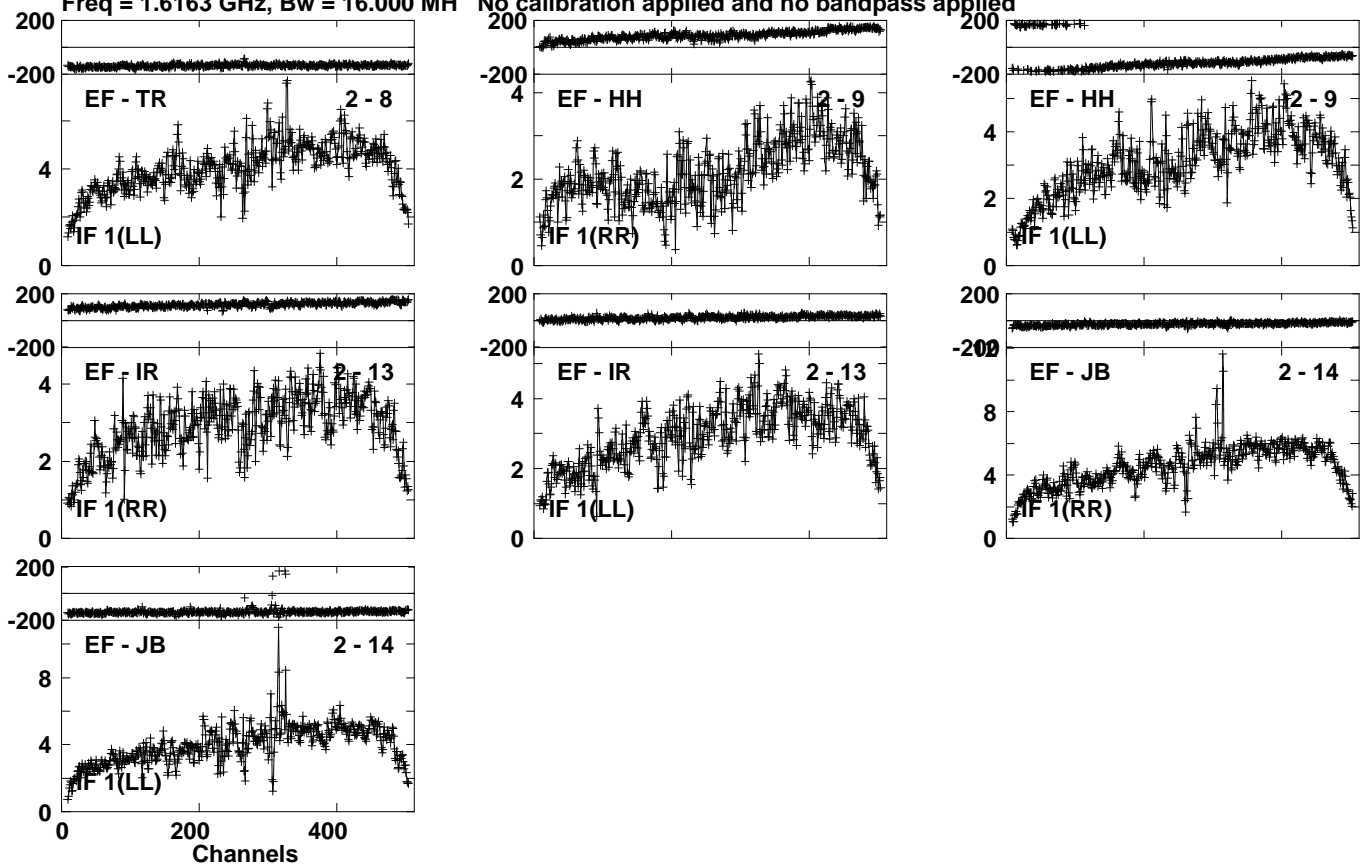 Freq = 1.6163 GHz, Bw = 16.000 MH No calibration applied and no bandpass applied
200
-200
EF - TR 2 - 8
4
IF 1(LL)
0
200
-200
4
EF - HH 2 - 9
2
IF 1(RR)
0
200
-200
EF - HH 2 - 9
4
2
IF 1(LL)
0
200
-200
EF - IR 2 - 13
4
2
IF 1(RR)
0
200
-200
EF - IR 2 - 13
4
2
IF 1(LL)
0
200
-200
12
EF - JB 2 - 14
8
4
IF 1(RR)
0
200
-200
EF - JB 2 - 14
8
4
IF 1(LL)
0
0 200 400
Channels